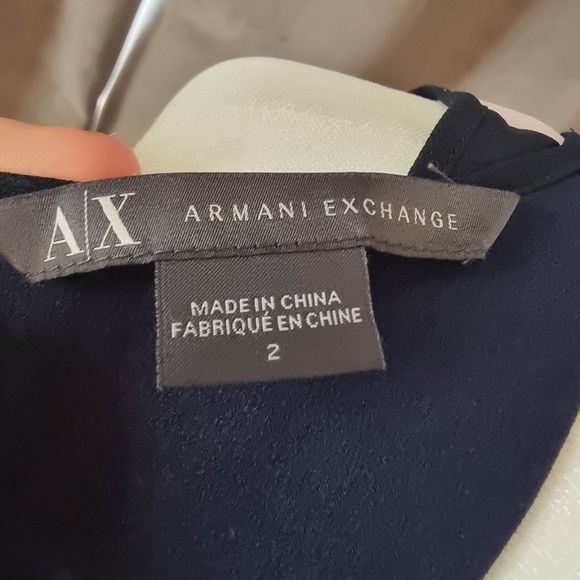 A|X ARMANI EXCHANGE
MADE IN CHINA
FABRIQUÉ EN CHINE
2